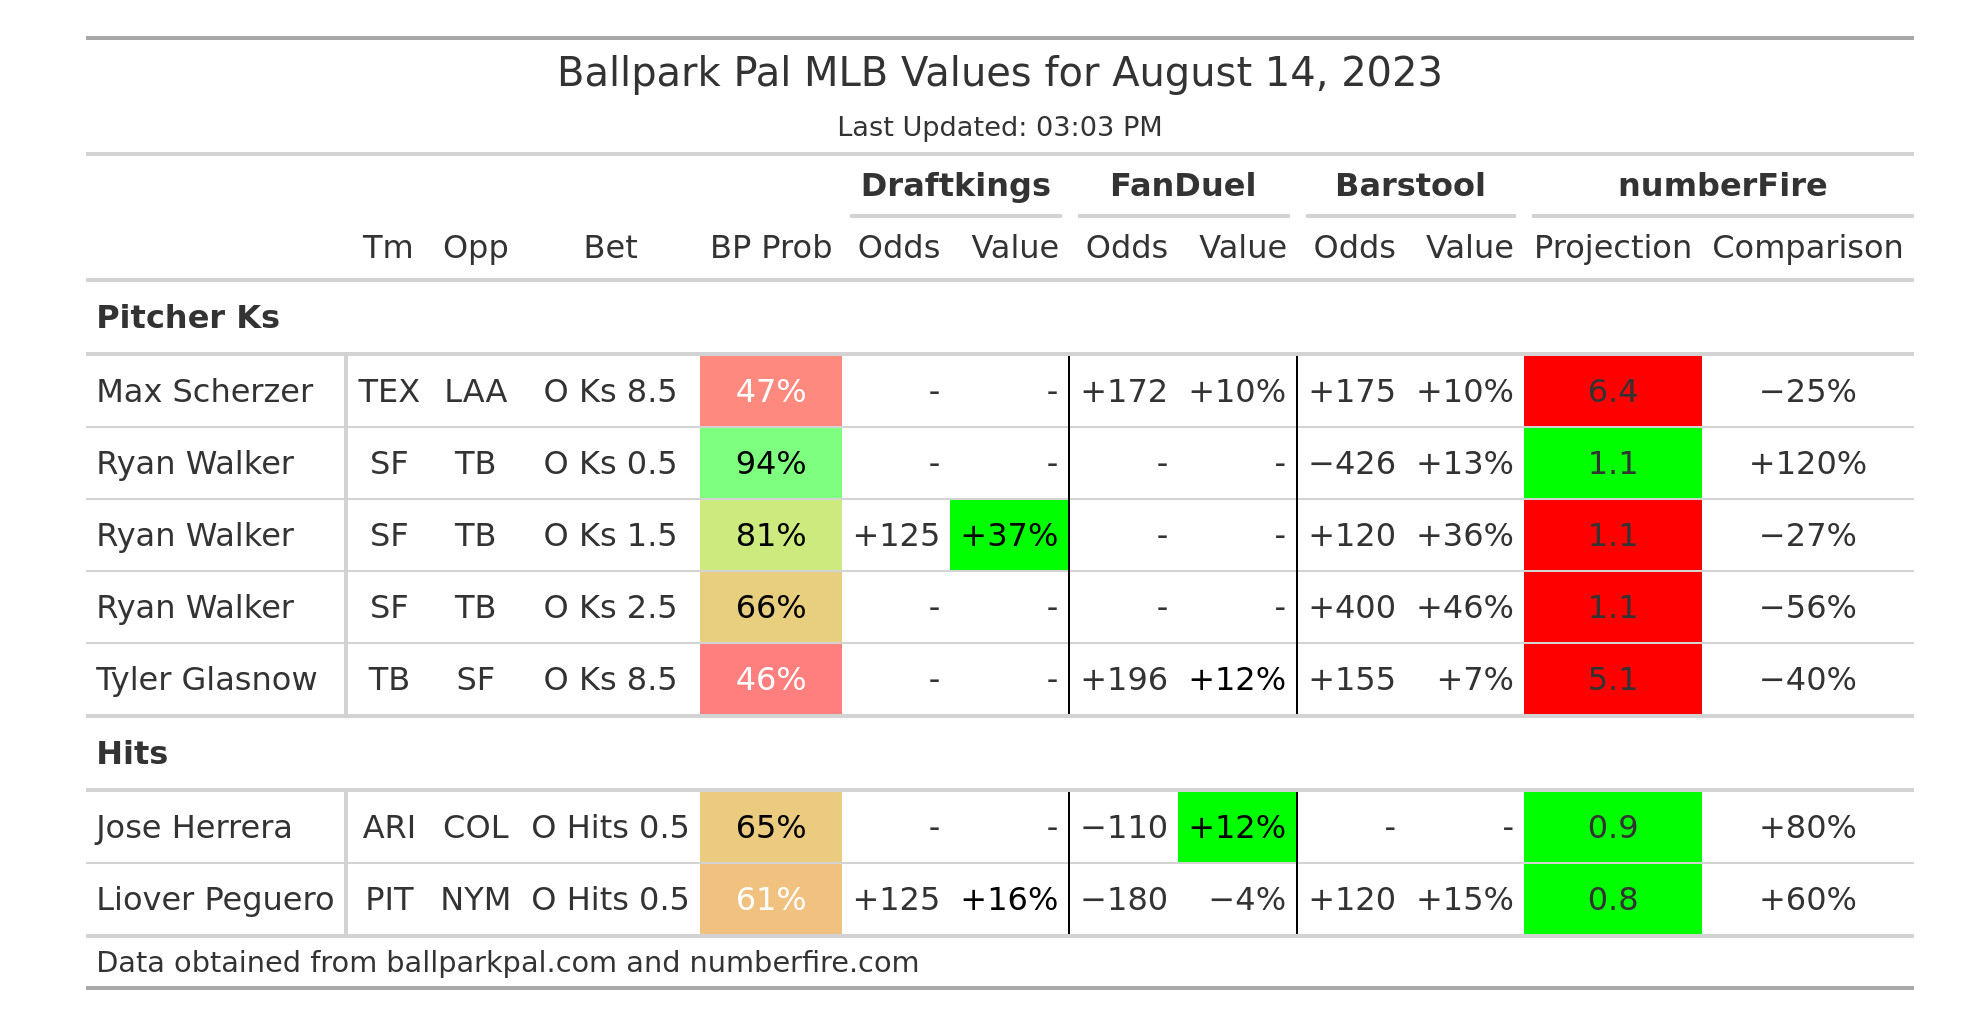 Ballpark Pal MLB Values for August 14, 2023
Last Updated: 03:03 PM
Draftkings FanDuel Barstool numberFire
Tm Opp Bet BP Prob Odds Value Odds Value Odds Value Projection Comparison
Pitcher Ks
Max Scherzer TEX LAA O Ks 8.5 47% - - +172 +10% +175 +10% 6.4 −25%
Ryan Walker SF TB O Ks 0.5 94% - - - - −426 +13% 1.1 +120%
Ryan Walker SF TB O Ks 1.5 81% +125 +37% - - +120 +36% 1.1 −27%
Ryan Walker SF TB O Ks 2.5 66% - - - - +400 +46% 1.1 −56%
Tyler Glasnow TB SF O Ks 8.5 46% - - +196 +12% +155 +7% 5.1 −40%
Hits
Jose Herrera ARI COL O Hits 0.5 65% - - −110 +12% - - 0.9 +80%
Liover Peguero PIT NYM O Hits 0.5 61% +125 +16% −180 −4% +120 +15% 0.8 +60%
Data obtained from ballparkpal.com and numberfire.com